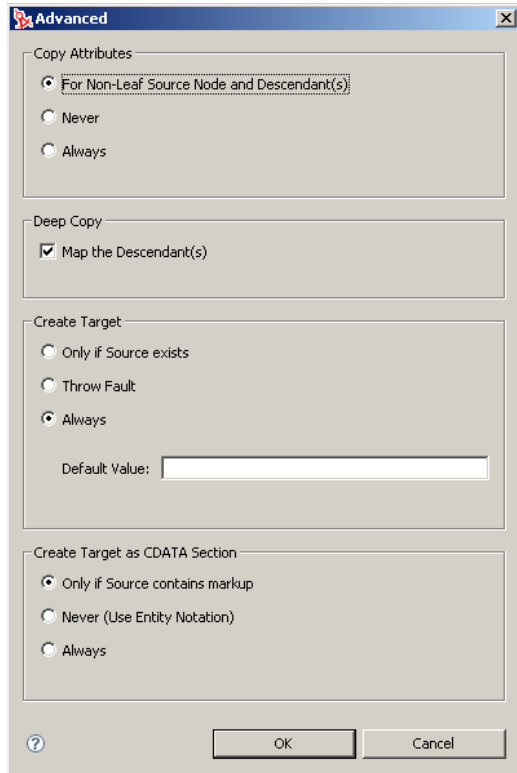 Advanced
Copy Attributes
For Non-Leaf Source Node and Descendant(s)
Never
Always
Deep Copy
Map the Descendant(s)
Create Target
Only if Source exists
Throw Fault
Always
Default Value:
Create Target as CDATA Section
Only if Source contains markup
Never (Use Entity Notation)
Always
?
OK Cancel